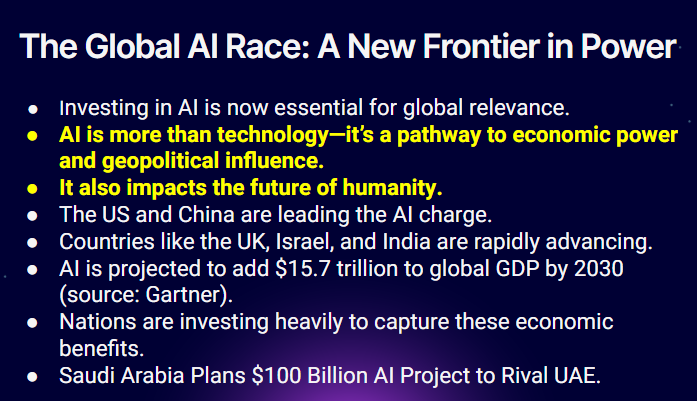 The Global AI Race: A New Frontier in Power
● Investing in AI is now essential for global relevance.
● AI is more than technology—it's a pathway to economic power
and geopolitical influence.
● It also impacts the future of humanity.
● The US and China are leading the AI charge.
● Countries like the UK, Israel, and India are rapidly advancing.
● AI is projected to add $15.7 trillion to global GDP by 2030
(source: Gartner).
● Nations are investing heavily to capture these economic
benefits.
● Saudi Arabia Plans $100 Billion AI Project to Rival UAE.